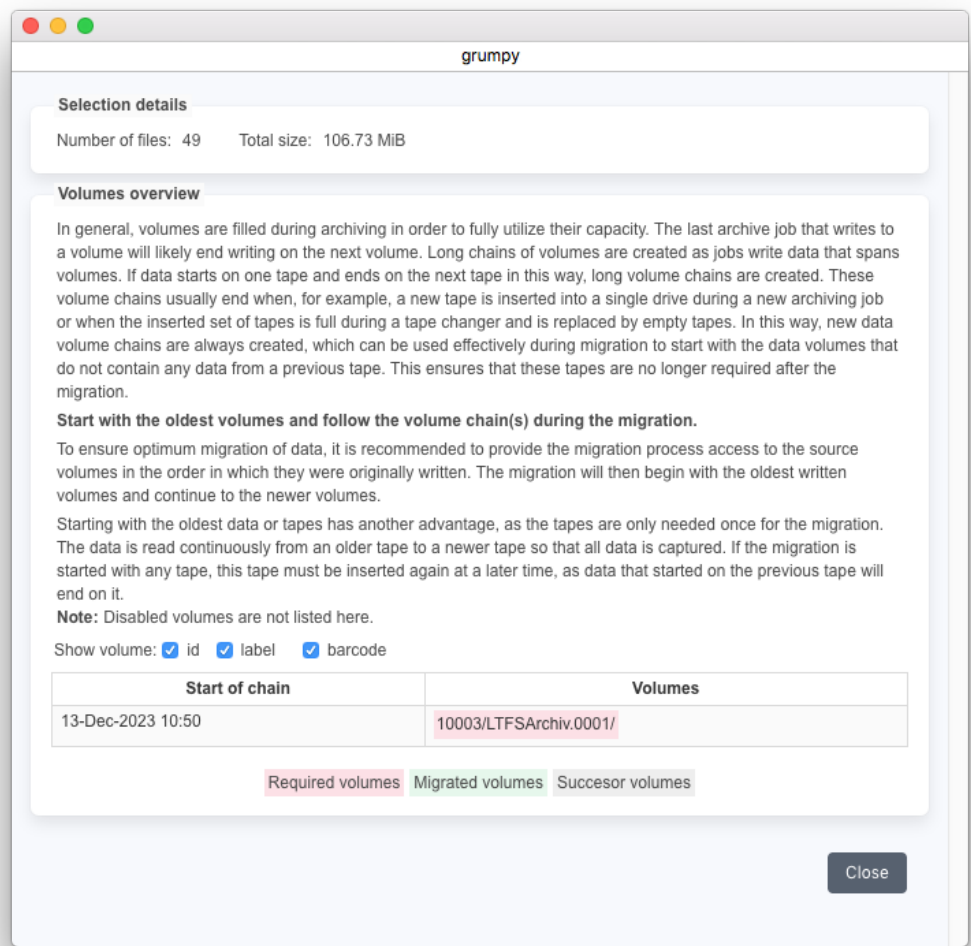 grumpy
Selection details
Number of files: 49 Total size: 106.73 MiB
Volumes overview
In general, volumes are filled during archiving in order to fully utilize their capacity. The last archive job that writes to
a volume will likely end writing on the next volume. Long chains of volumes are created as jobs write data that spans
volumes. If data starts on one tape and ends on the next tape in this way, long volume chains are created. These
volume chains usually end when, for example, a new tape is inserted into a single drive during a new archiving job
or when the inserted set of tapes is full during a tape changer and is replaced by empty tapes. In this way, new data
volume chains are always created, which can be used effectively during migration to start with the data volumes that
do not contain any data from a previous tape. This ensures that these tapes are no longer required after the
migration.
Start with the oldest volumes and follow the volume chain(s) during the migration.
To ensure optimum migration of data, it is recommended to provide the migration process access to the source
volumes in the order in which they were originally written. The migration will then begin with the oldest written
volumes and continue to the newer volumes.
Starting with the oldest data or tapes has another advantage, as the tapes are only needed once for the migration.
The data is read continuously from an older tape to a newer tape so that all data is captured. If the migration is
started with any tape, this tape must be inserted again at a later time, as data that started on the previous tape will
end on it.
Note: Disabled volumes are not listed here.
Show volume: id label barcode
Start of chain Volumes
13-Dec-2023 10:50 10003/LTFSArchiv.0001/
Required volumes Migrated volumes Succesor volumes
Close